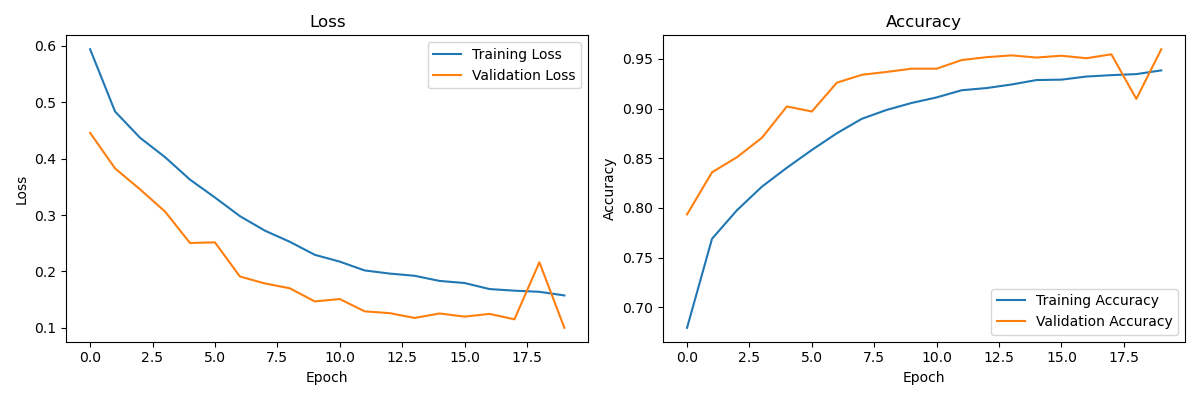 Loss
Training Loss
Validation Loss
0.6
0.5
0.4
0.3
0.2
0.1
Loss
0.0 2.5 5.0 7.5 10.0 12.5 15.0 17.5
Epoch
Accuracy
0.95
0.90
0.85
0.80
0.75
0.70
Accuracy
Training Accuracy
Validation Accuracy
0.0 2.5 5.0 7.5 10.0 12.5 15.0 17.5
Epoch